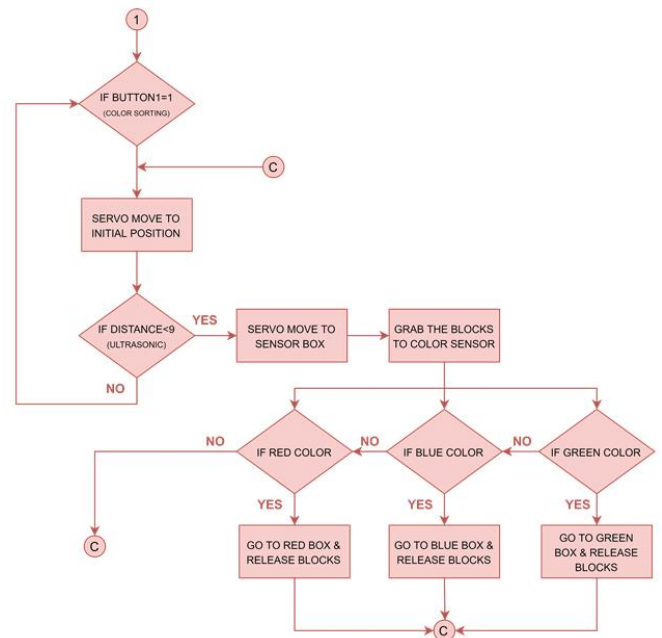 1
IF BUTTON1=1
(COLOR SORTING)
C
SERVO MOVE TO
INITIAL POSITION
IF DISTANCE<9
(ULTRASONIC)
YES
NO
SERVO MOVE TO
SENSOR BOX
GRAB THE BLOCKS
TO COLOR SENSOR
NO
IF RED COLOR
NO
IF BLUE COLOR
NO
IF GREEN COLOR
YES
YES
YES
C
GO TO RED BOX &
RELEASE BLOCKS
GO TO BLUE BOX &
RELEASE BLOCKS
GO TO GREEN
BOX & RELEASE
BLOCKS
C